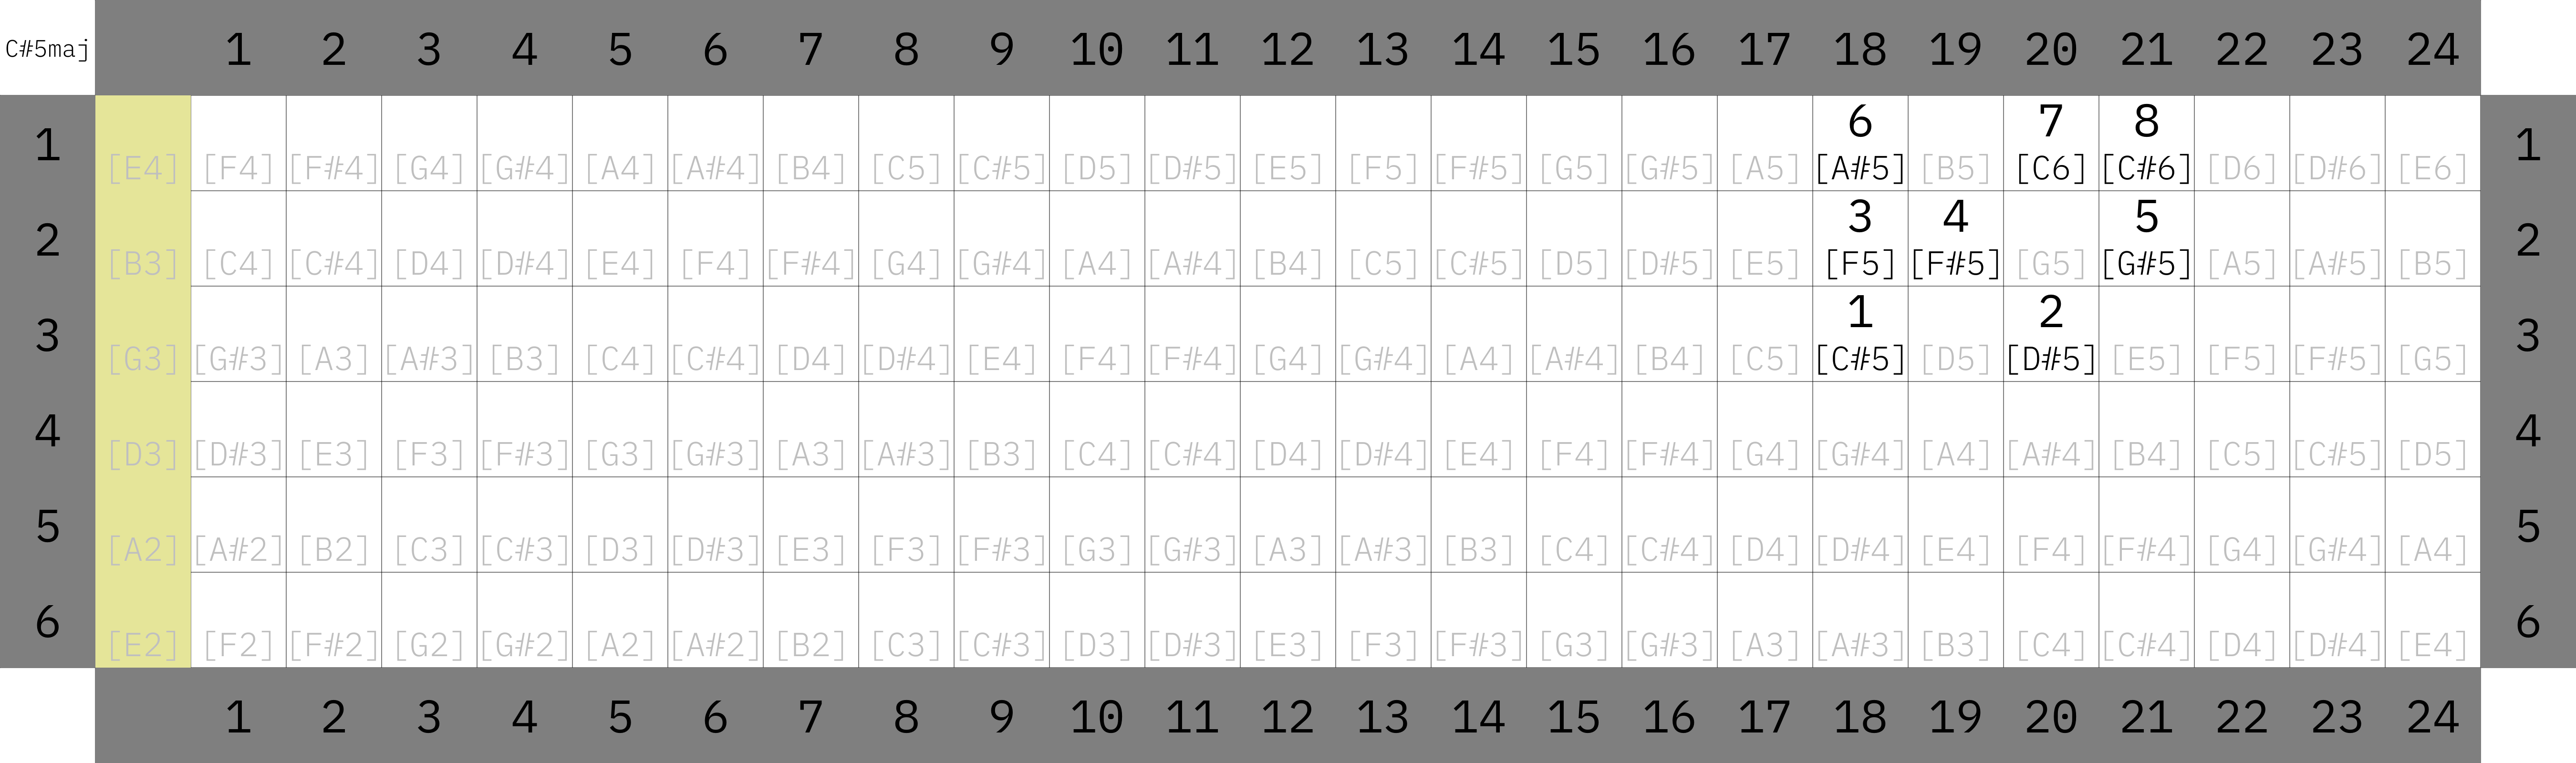 C#5maj 1 2 3 4 5 6 7 8 9 10 11 12 13 14 15 16 17 18 19 20 21 22 23 24
6 7 8
1 [E4] [F4] [F#4] [G4] [G#4] [A4] [A#4] [B4] [C5] [C#5] [D5] [D#5] [E5] [F5] [F#5] [G5] [G#5] [A5] [A#5] [B5] [C6] [C#6] [D6] [D#6] [E6] 1
3 4 5
2 [B3] [C4] [C#4] [D4] [D#4] [E4] [F4] [F#4] [G4] [G#4] [A4] [A#4] [B4] [C5] [C#5] [D5] [D#5] [E5] [F5] [F#5] [G5] [G#5] [A5] [A#5] [B5] 2
1 2
3 [G3] [G#3] [A3] [A#3] [B3] [C4] [C#4] [D4] [D#4] [E4] [F4] [F#4] [G4] [G#4] [A4] [A#4] [B4] [C5] [C#5] [D5] [D#5] [E5] [F5] [F#5] [G5] 3
4 [D3] [D#3] [E3] [F3] [F#3] [G3] [G#3] [A3] [A#3] [B3] [C4] [C#4] [D4] [D#4] [E4] [F4] [F#4] [G4] [G#4] [A4] [A#4] [B4] [C5] [C#5] [D5] 4
5 [A2] [A#2] [B2] [C3] [C#3] [D3] [D#3] [E3] [F3] [F#3] [G3] [G#3] [A3] [A#3] [B3] [C4] [C#4] [D4] [D#4] [E4] [F4] [F#4] [G4] [G#4] [A4] 5
6 [E2] [F2] [F#2] [G2] [G#2] [A2] [A#2] [B2] [C3] [C#3] [D3] [D#3] [E3] [F3] [F#3] [G3] [G#3] [A3] [A#3] [B3] [C4] [C#4] [D4] [D#4] [E4] 6
1 2 3 4 5 6 7 8 9 10 11 12 13 14 15 16 17 18 19 20 21 22 23 24